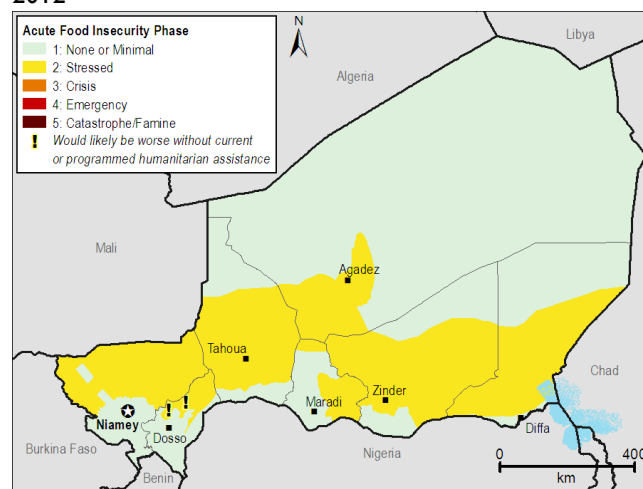 2012
Acute Food Insecurity Phase
1: None or Minimal
2: Stressed
3: Crisis
4: Emergency
5: Catastrophe/Famine
! Would likely be worse without current
or programmed humanitarian assistance
N
Libya
Algeria
Mali
Agadez
Tahoua
Chad
Zinder
Maradi
! !
Niamey
Dosso
Diffa
Burkina Faso
Nigeria
Benin
0 400
km